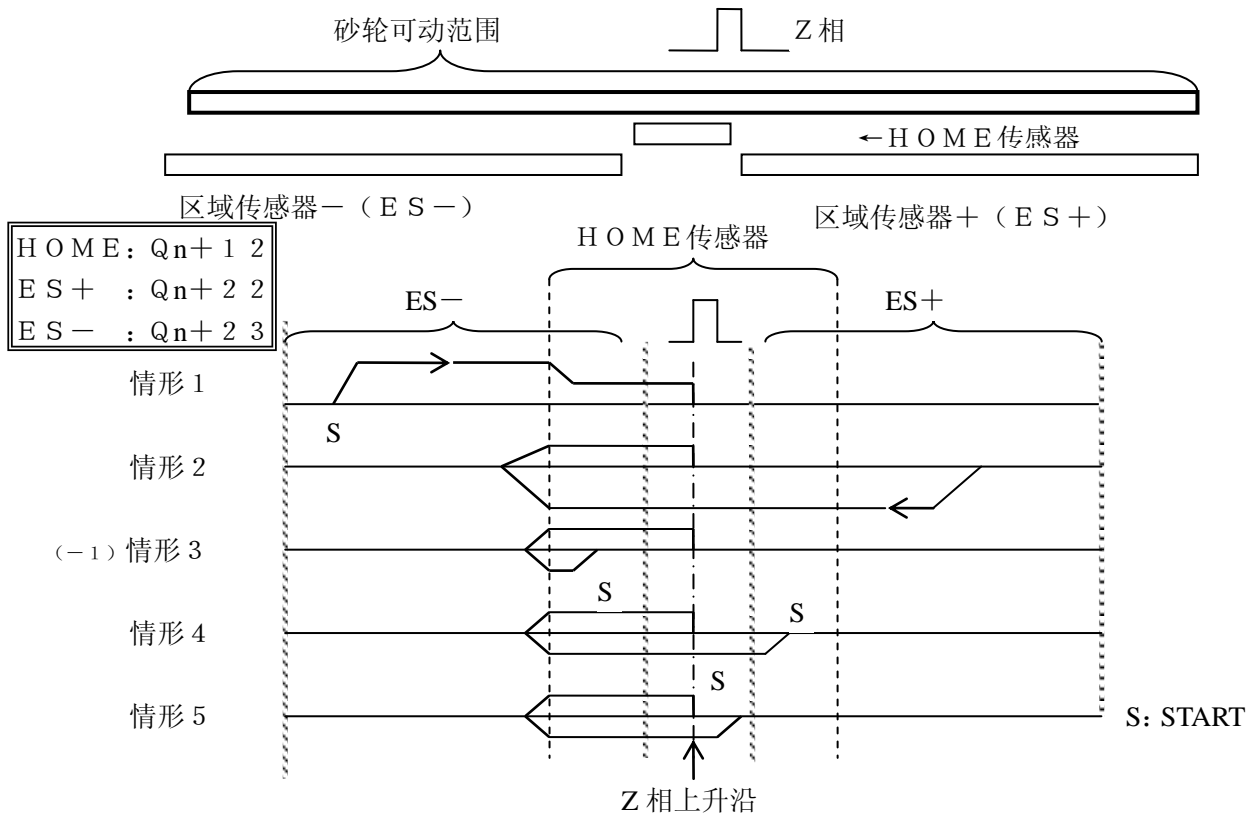 砂轮可动范围
Z相
←HOME传感器
区域传感器－（ES－）
区域传感器＋（ES＋）
HOME：Qn＋12
ES＋ ：Qn＋22
ES－ ：Qn＋23
HOME传感器
ES－
ES＋
情形1
S
情形2
（－1）情形3
S
S
情形4
S
情形5
S: START
Z相上升沿